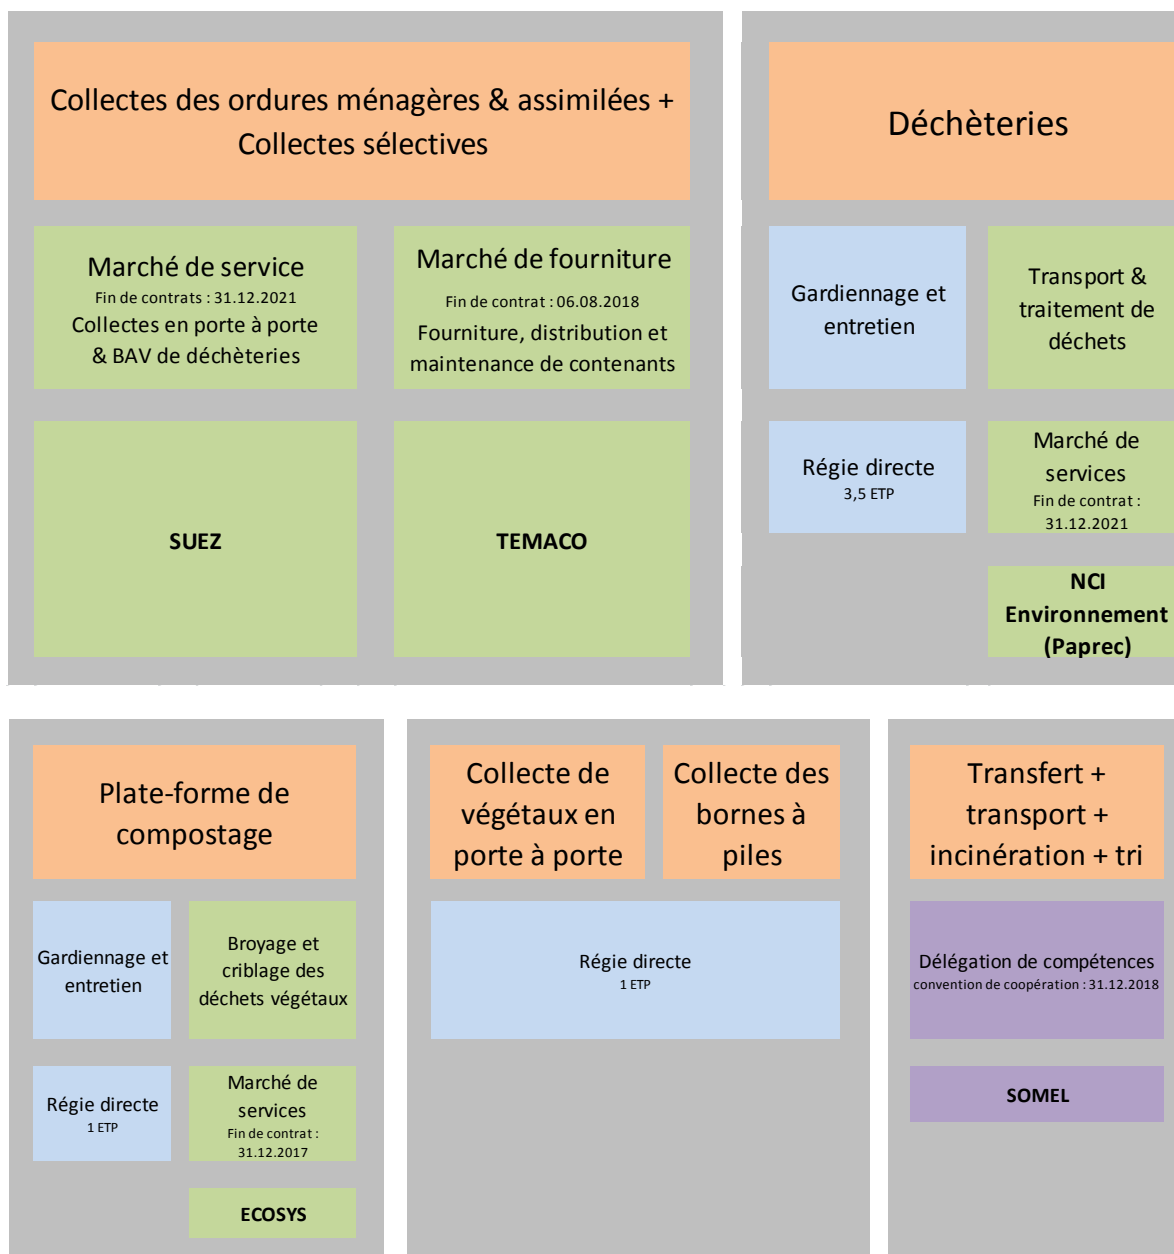 Collectes des ordures ménagères & assimilées +
Collectes sélectives
Marché de service
Fin de contrats : 31.12.2021
Collectes en porte à porte
& BAV de déchèteries
Marché de fourniture
Fin de contrat : 06.08.2018
Fourniture, distribution et
maintenance de contenants
SUEZ
TEMACO
Déchèteries
Gardiennage et
entretien
Transport &
traitement de
déchets
Régie directe
3,5 ETP
Marché de
services
Fin de contrat :
31.12.2021
NCI
Environnement
(Paprec)
Plate-forme de
compostage
Gardiennage et
entretien
Broyage et
criblage des
déchets végétaux
Régie directe
1 ETP
Marché de
services
Fin de contrat :
31.12.2017
ECOSYS
Collecte de
végétaux en
porte à porte
Collecte des
bornes à
piles
Régie directe
1 ETP
Transfert +
transport +
incinération + tri
Délégation de compétences
convention de coopération : 31.12.2018
SOMEL